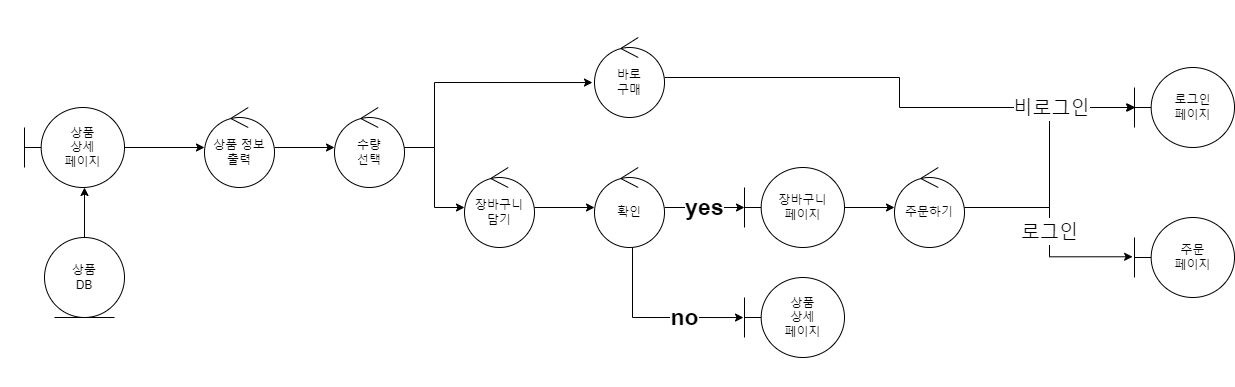 바로
구매
비로그인
로그인
페이지
상품
상세
페이지
상품 정보
출력
수량
선택
장바구니
담기
확인
yes
장바구니
페이지
주문하기
로그인
주문
페이지
상품
DB
no
상품
상세
페이지